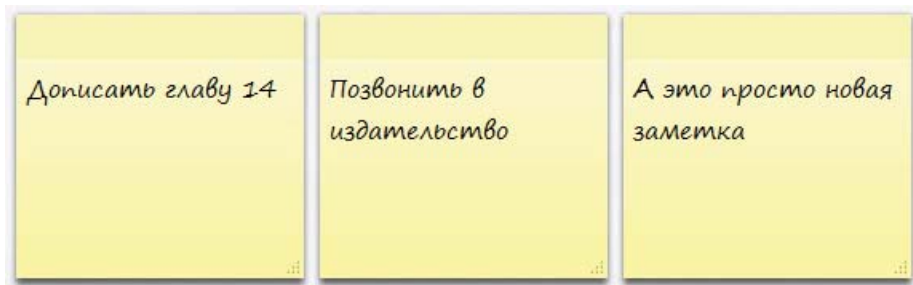 Дописать главу 14
Позвонить в
издательство
А это просто новая
заметка